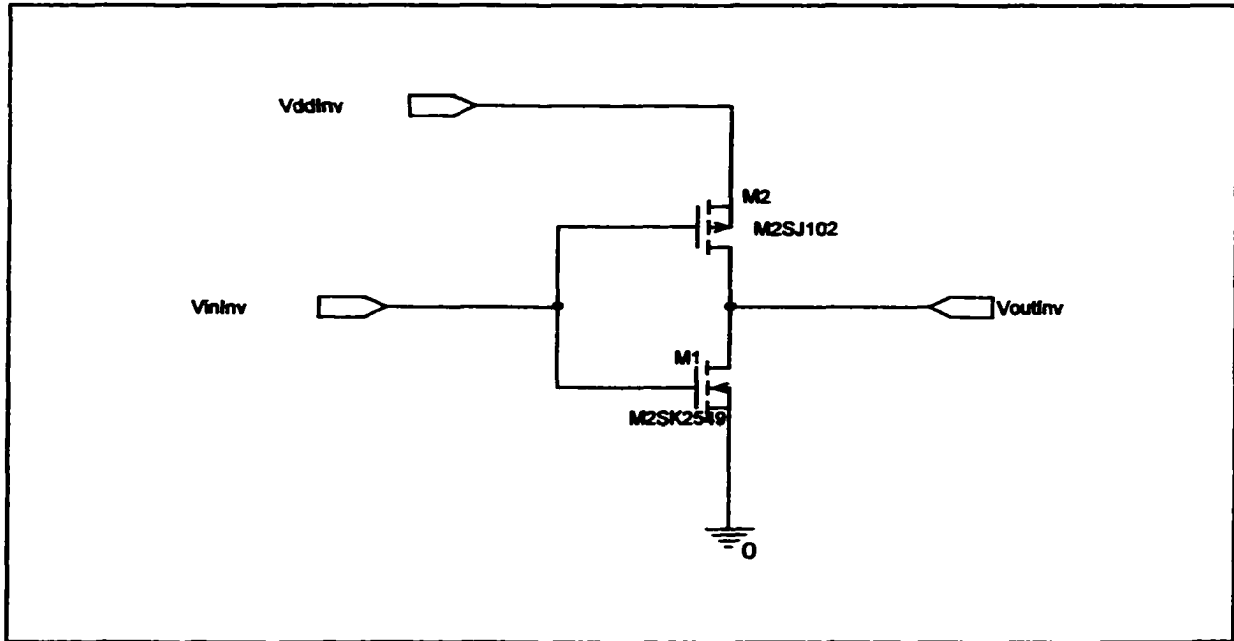 VddInv
M2
M2SJ102
VinInv
VoutInv
M1
M2SK2549
0